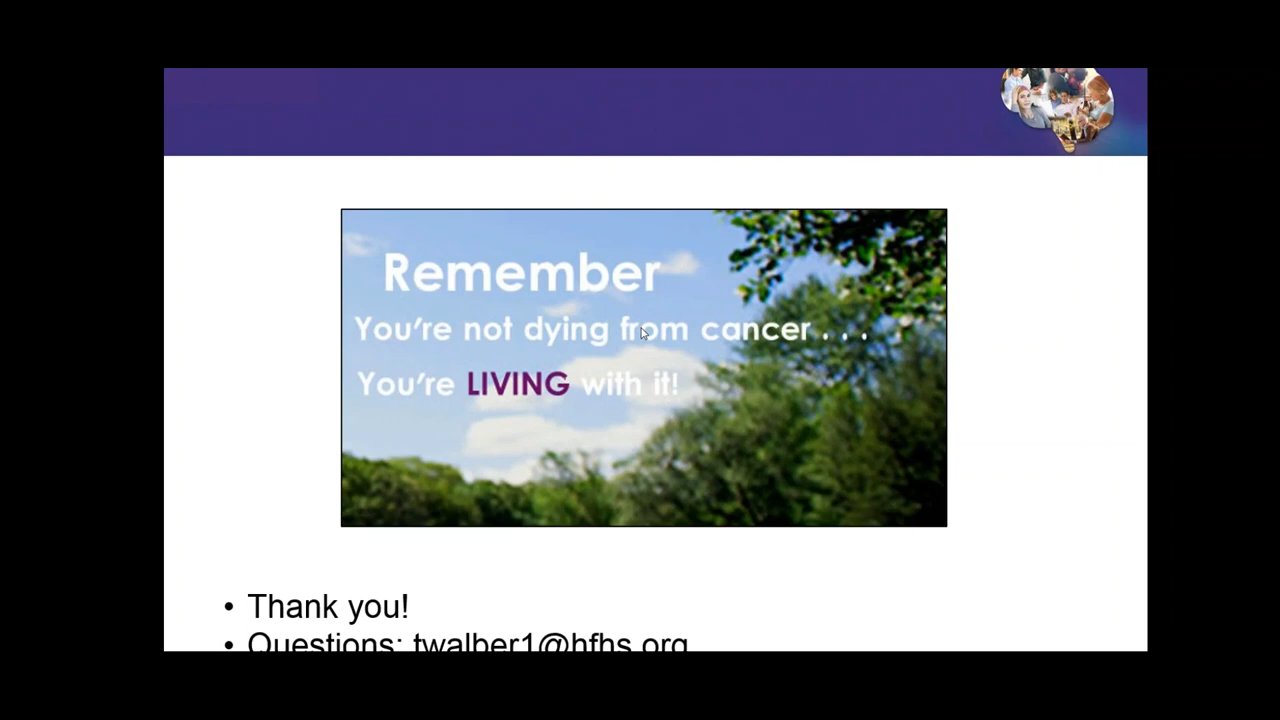 Remember
You're not dying from cancer . . .
You're LIVING with it!
• Thank you!
• Questions: twalber1@hfhs.org